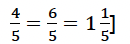 4/5 = 6/5 = 1 1/5]